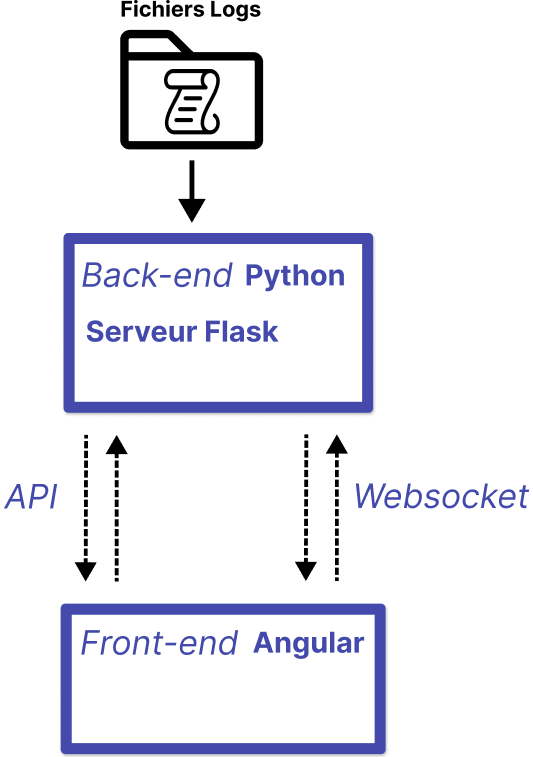 Fichiers Logs
Back-end Python
Serveur Flask
API
Websocket
Front-end Angular